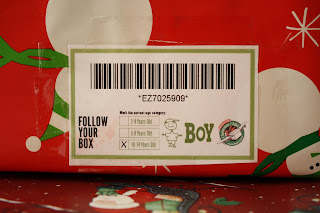 *EZ7025909*
Mark the correct age category
FOLLOW
YOUR
BOX
2-4 Years Old
5-9 Years Old
X 10-14 Years Old
BOY